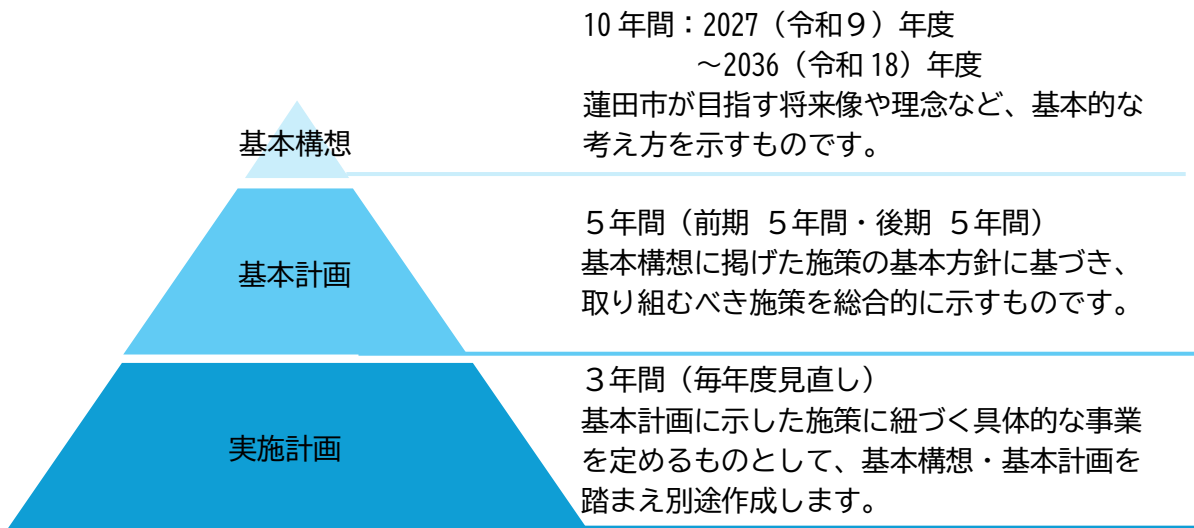 10年間：2027（令和９）年度
～2036（令和18）年度
蓮田市が目指す将来像や理念など、基本的な
考え方を示すものです。
基本構想
５年間（前期 ５年間・後期 ５年間）
基本構想に掲げた施策の基本方針に基づき、
取り組むべき施策を総合的に示すものです。
基本計画
３年間（毎年度見直し）
基本計画に示した施策に紐づく具体的な事業
を定めるものとして、基本構想・基本計画を
踏まえ別途作成します。
実施計画